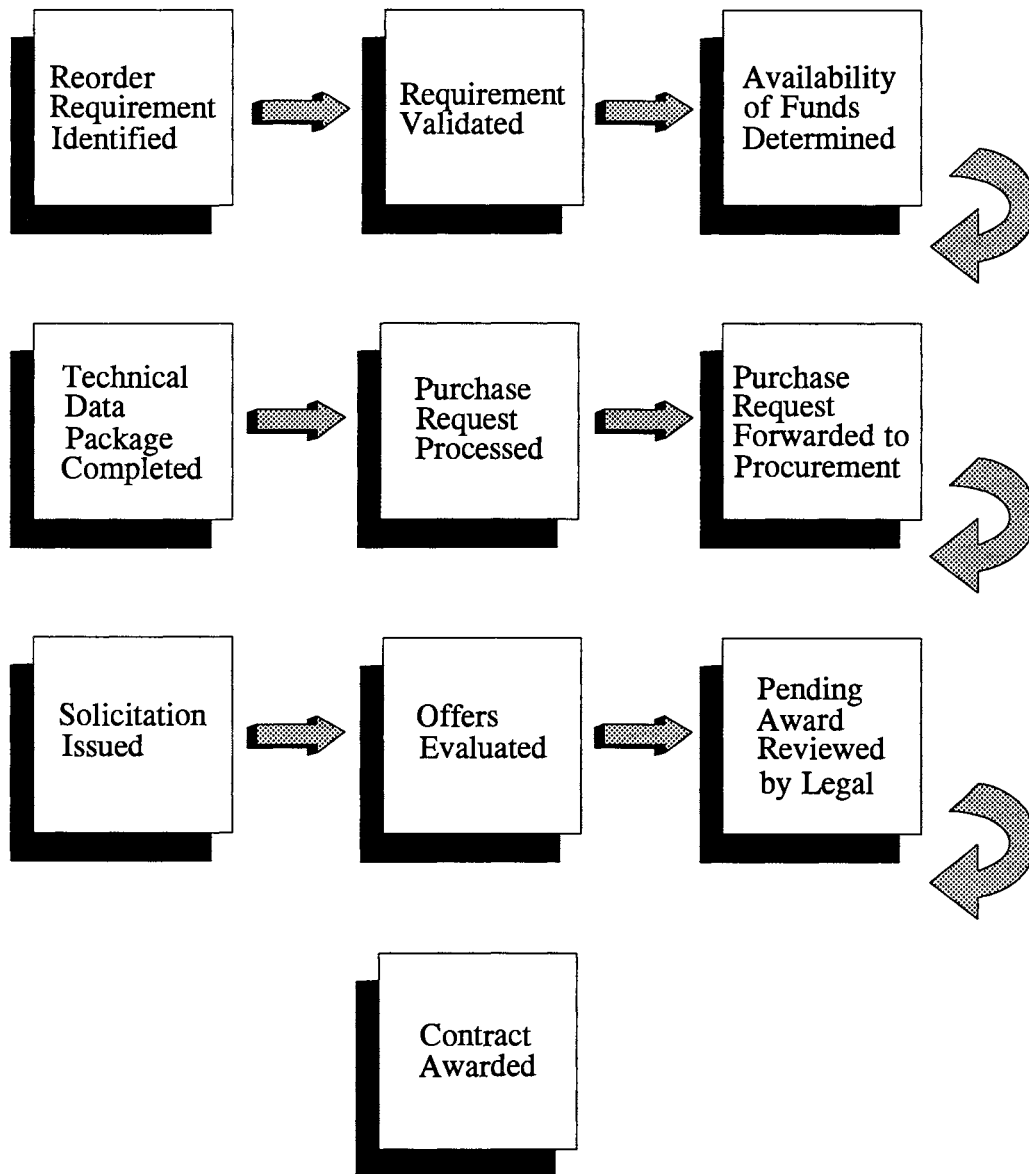 Reorder
Requirement
Identified
Requirement
Validated
Availability
of Funds
Determined
Technical
Data
Package
Completed
Purchase
Request
Processed
Purchase
Request
Forwarded to
Procurement
Solicitation
Issued
Offers
Evaluated
Pending
Award
Reviewed
by Legal
Contract
Awarded